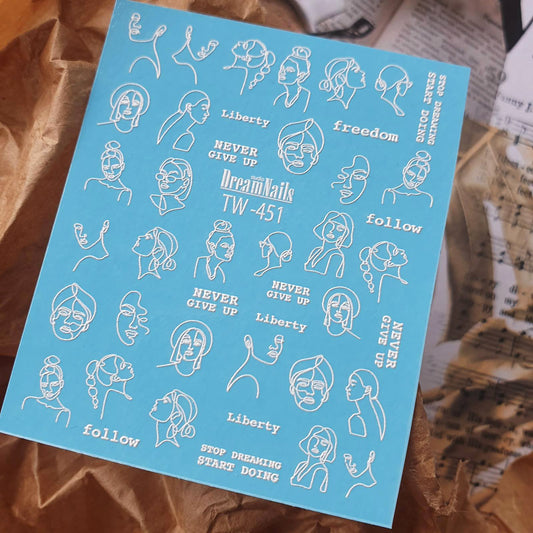 STOP DREAMING
START DOING
Liberty
freedom
NEVER
GIVE UP
studio
DreamNails
TW-451
follow
NEVER
GIVE UP
NEVER
GIVE UP
Liberty
NEVER
GIVE UP
Liberty
follow
STOP DREAMING
START DOING